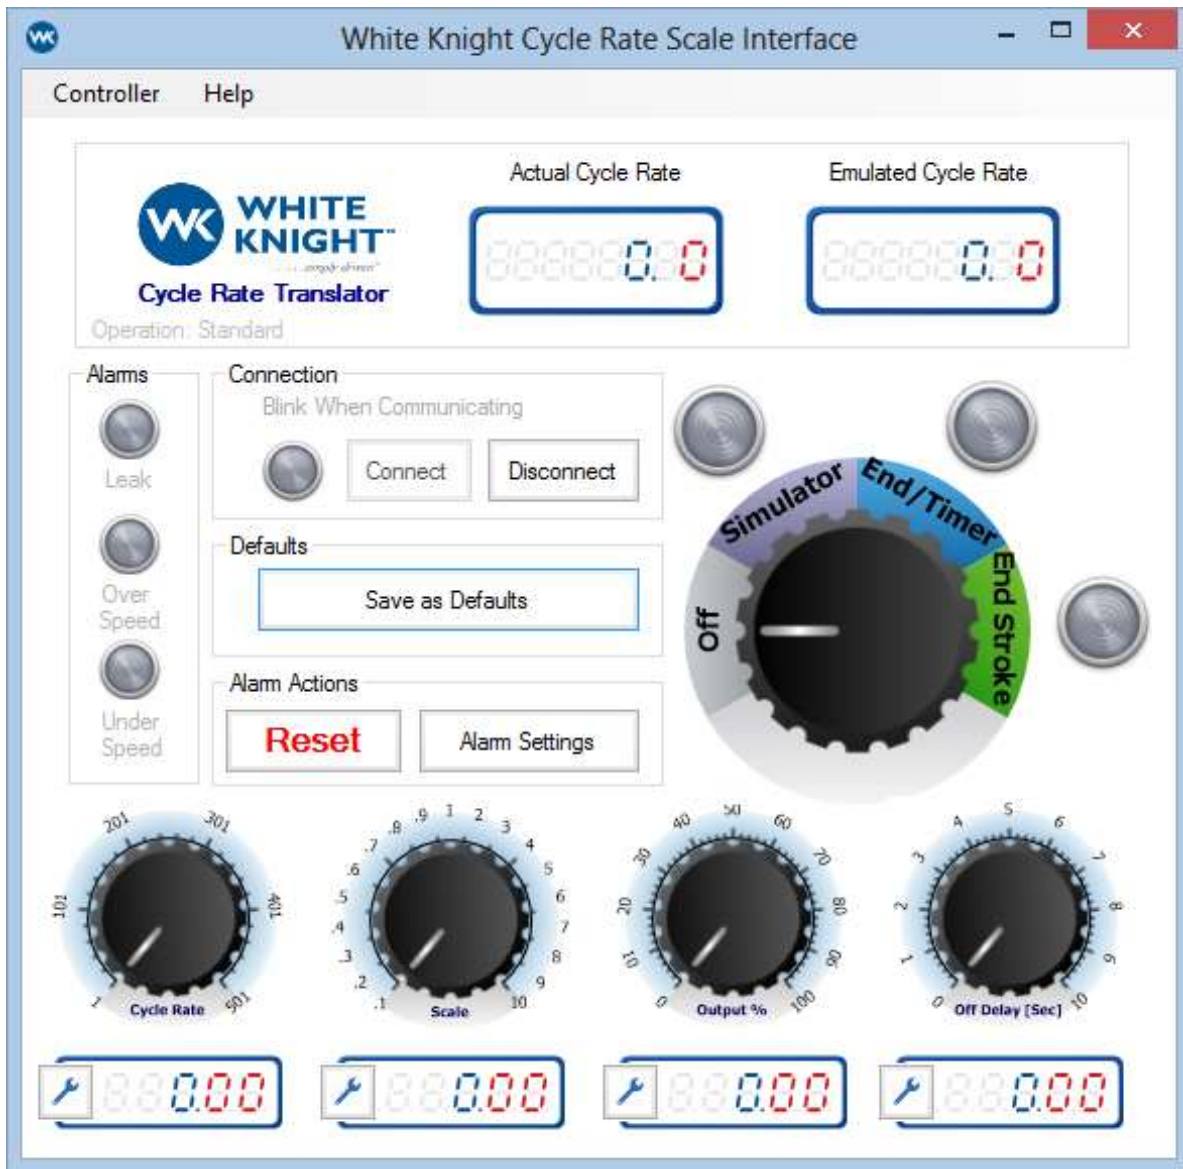 WK
White Knight Cycle Rate Scale Interface
Controller Help
Actual Cycle Rate
Emulated Cycle Rate
WK WHITE
KNIGHT™
...simply driven™
Cycle Rate Translator
Operation: Standard
0.0
0.0
Alarms
Leak
Over
Speed
Under
Speed
Connection
Blink When Communicating
Connect
Disconnect
Defaults
Save as Defaults
Alarm Actions
Reset
Alarm Settings
Off
Simulator
End/Timer
End Stroke
1 101 201 301 401 501
Cycle Rate
.1 .2 .3 .4 .5 .6 .7 .8 .9 1 2 3 4 5 6 7 8 9 10
Scale
0 10 20 30 40 50 60 70 80 90 100
Output %
0 1 2 3 4 5 6 7 8 9 10
Off Delay [Sec]
0.00
0.00
0.00
0.00